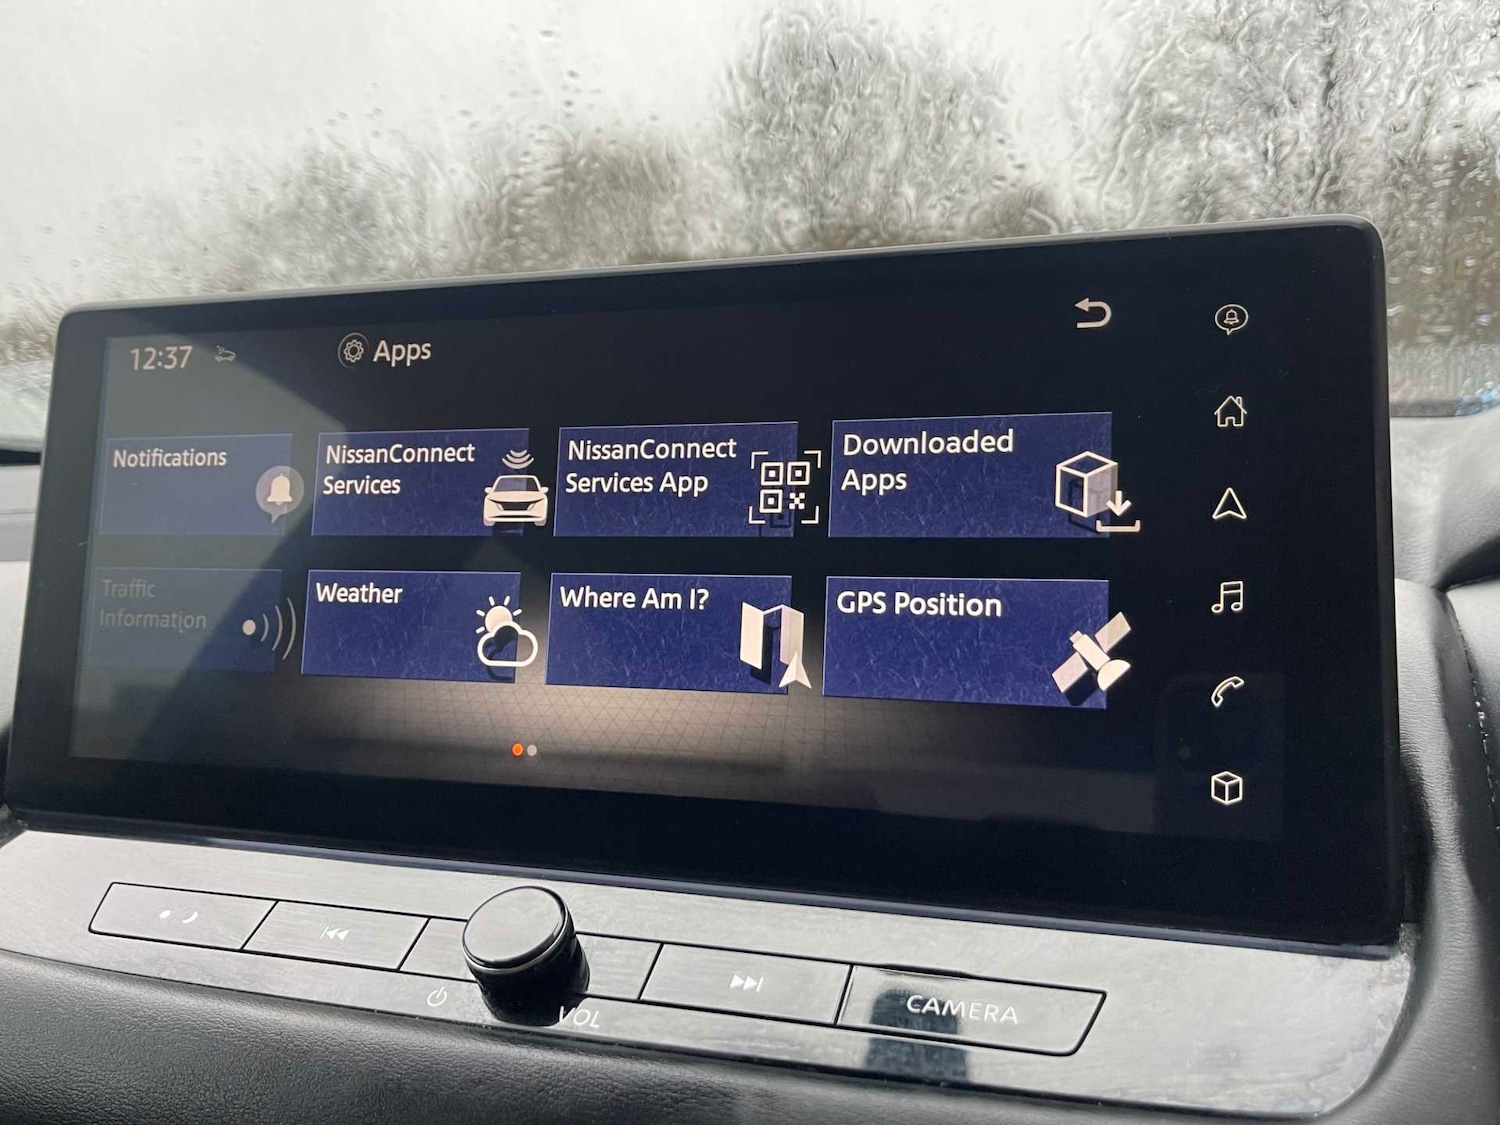 12:37
Apps
Notifications
NissanConnect
Services
NissanConnect
Services App
Downloaded
Apps
Traffic
Information
Weather
Where Am I?
GPS Position
VOL
CAMERA